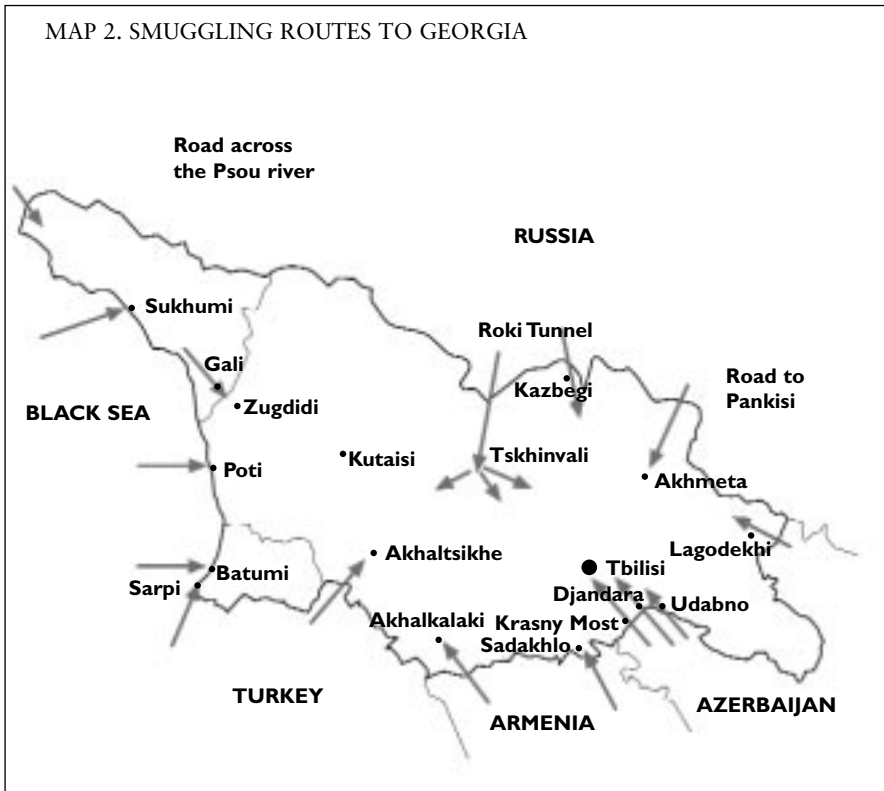 MAP 2. SMUGGLING ROUTES TO GEORGIA
Road across
the Psou river
RUSSIA
Sukhumi
Roki Tunnel
Gali
Kazbegi
Road to
Pankisi
BLACK SEA
Zugdidi
Kutaisi
Tskhinvali
Poti
Akhmeta
Lagodekhi
Akhaltsikhe
Tbilisi
Batumi
Sarpi
Djandara
Udabno
Akhalkalaki
Krasny Most
Sadakhlo
TURKEY
AZERBAIJAN
ARMENIA